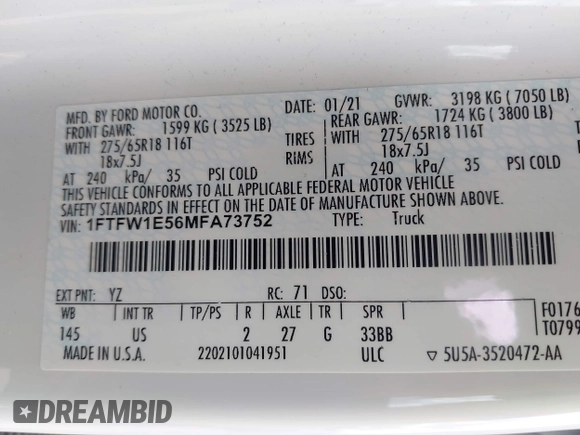 MFD. BY FORD MOTOR CO. DATE: 01/21 GVWR: 3198 KG ( 7050 LB)
FRONT GAWR: 1599 KG ( 3525 LB) REAR GAWR: 1724 KG ( 3800 LB)
WITH 275/65R18 116T TIRES WITH 275/65R18 116T
18x7.5J RIMS 18x7.5J
AT 240 kPa/ 35 PSI COLD AT 240 kPa/ 35 PSI COLD
THIS VEHICLE CONFORMS TO ALL APPLICABLE FEDERAL MOTOR VEHICLE
SAFETY STANDARDS IN EFFECT ON THE DATE OF MANUFACTURE SHOWN ABOVE.
VIN: 1FTFW1E56MFA73752 TYPE: Truck
EXT PNT: YZ RC: 71 DSO:
WB INT TR TP/PS R AXLE TR SPR F0176
145 US 2 27 G 33BB T0799
MADE IN U.S.A. 2202101041951 ULC ▽ 5U5A-3520472-AA
DREAMBID